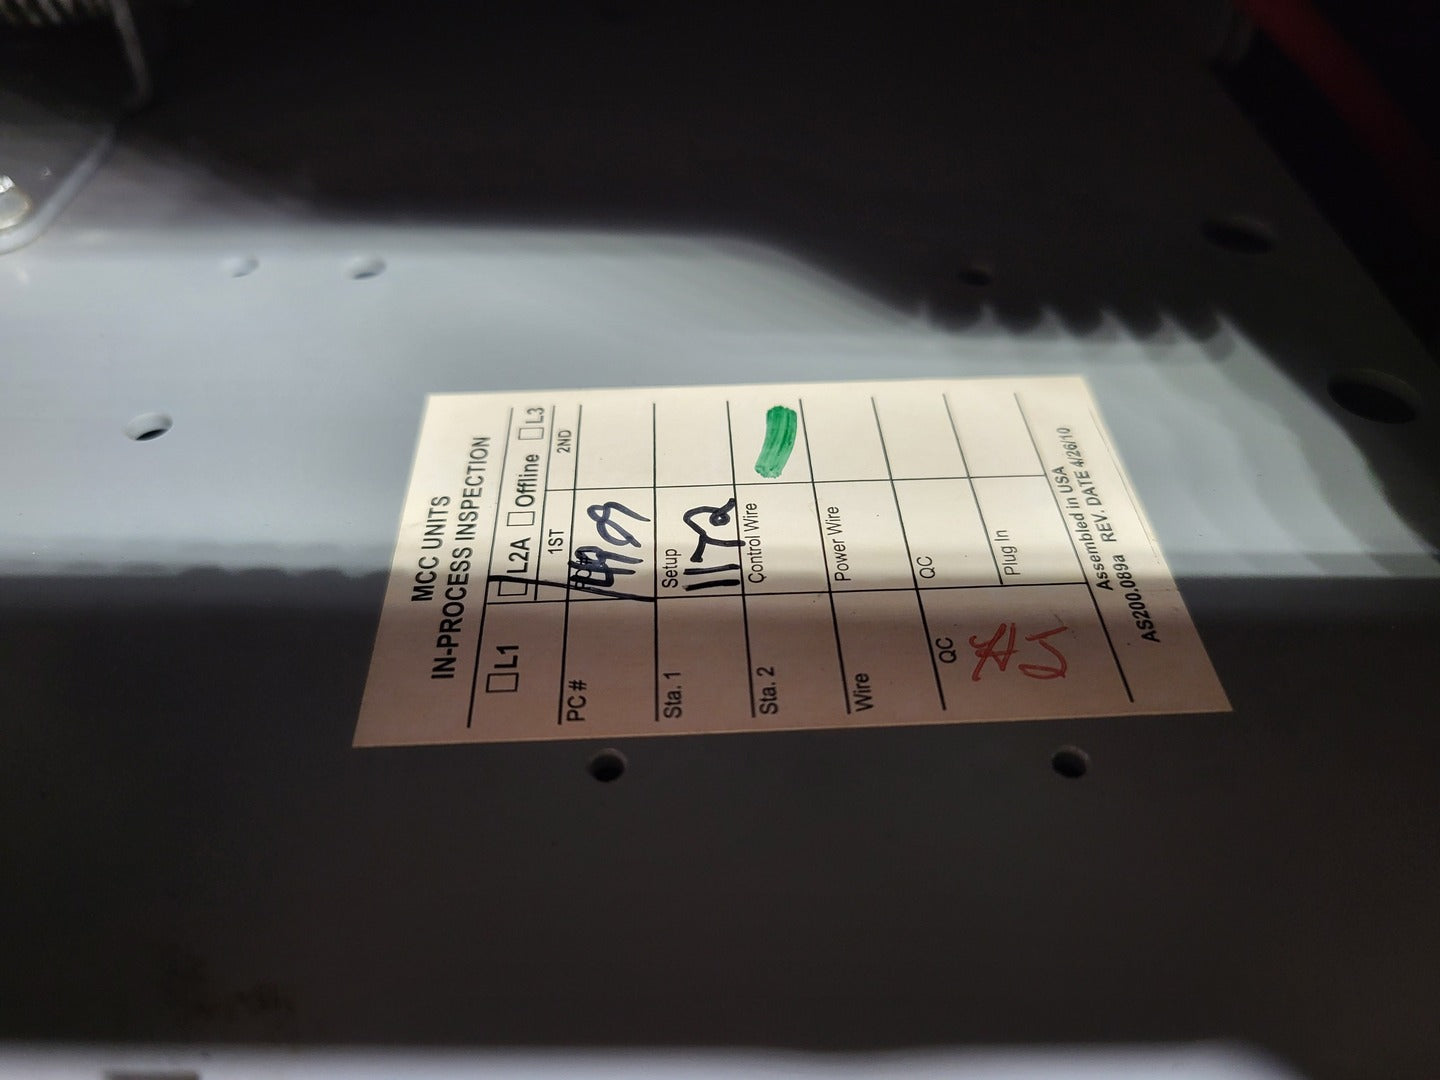 MCC UNITS
IN-PROCESS INSPECTION
L1 L2A Offline L3
1ST 2ND
PC #
Sta. 1 Setup
1172
Sta. 2 Control Wire
Wire Power Wire
QC QC
Plug In
Assembled in USA
AS200.089a REV. DATE 4/26/10